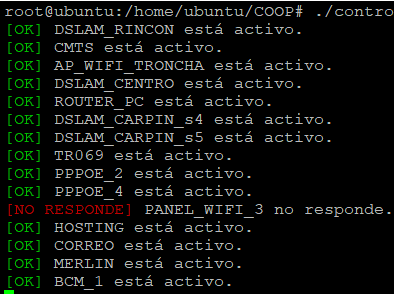 root@ubuntu:/home/ubuntu/COOP# ./contro
[OK] DSLAM_RINCON está activo.
[OK] CMTS está activo.
[OK] AP_WIFI_TRONCHA está activo.
[OK] DSLAM_CENTRO está activo.
[OK] ROUTER_PC está activo.
[OK] DSLAM_CARPIN_s4 está activo.
[OK] DSLAM_CARPIN_s5 está activo.
[OK] TR069 está activo.
[OK] PPPOE_2 está activo.
[OK] PPPOE_4 está activo.
[NO RESPONDE] PANEL_WIFI_3 no responde.
[OK] HOSTING está activo.
[OK] CORREO está activo.
[OK] MERLIN está activo.
[OK] BCM_1 está activo.